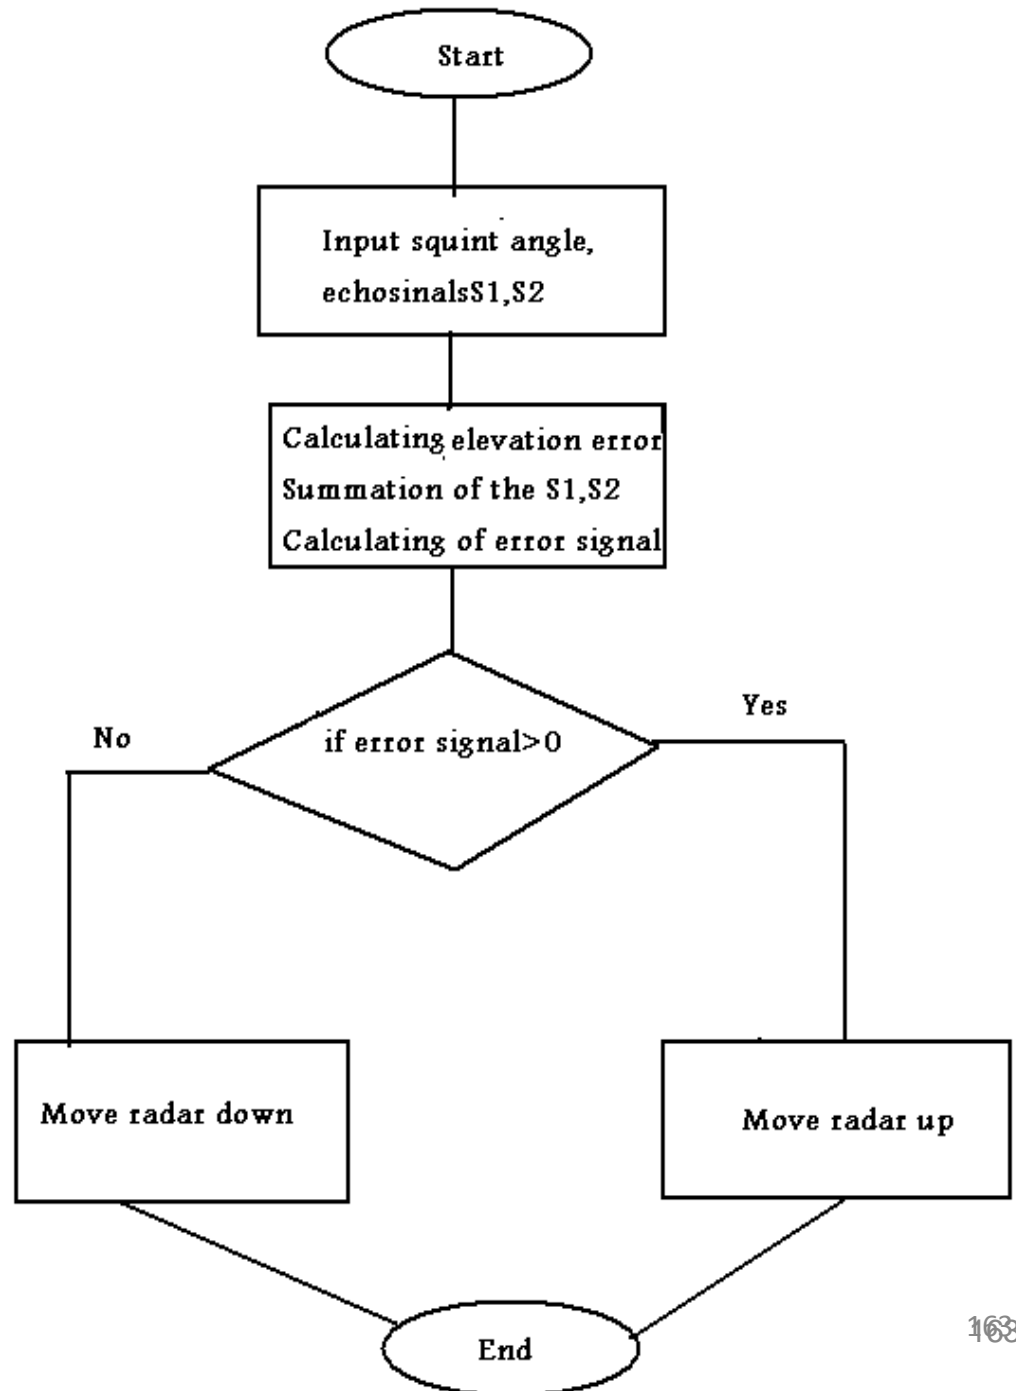 Start
Input squint angle,
echosinalsS1,S2
Calculating elevation error
Summation of the S1,S2
Calculating of error signal
if error signal>0
No
Yes
Move radar down
Move radar up
End
163